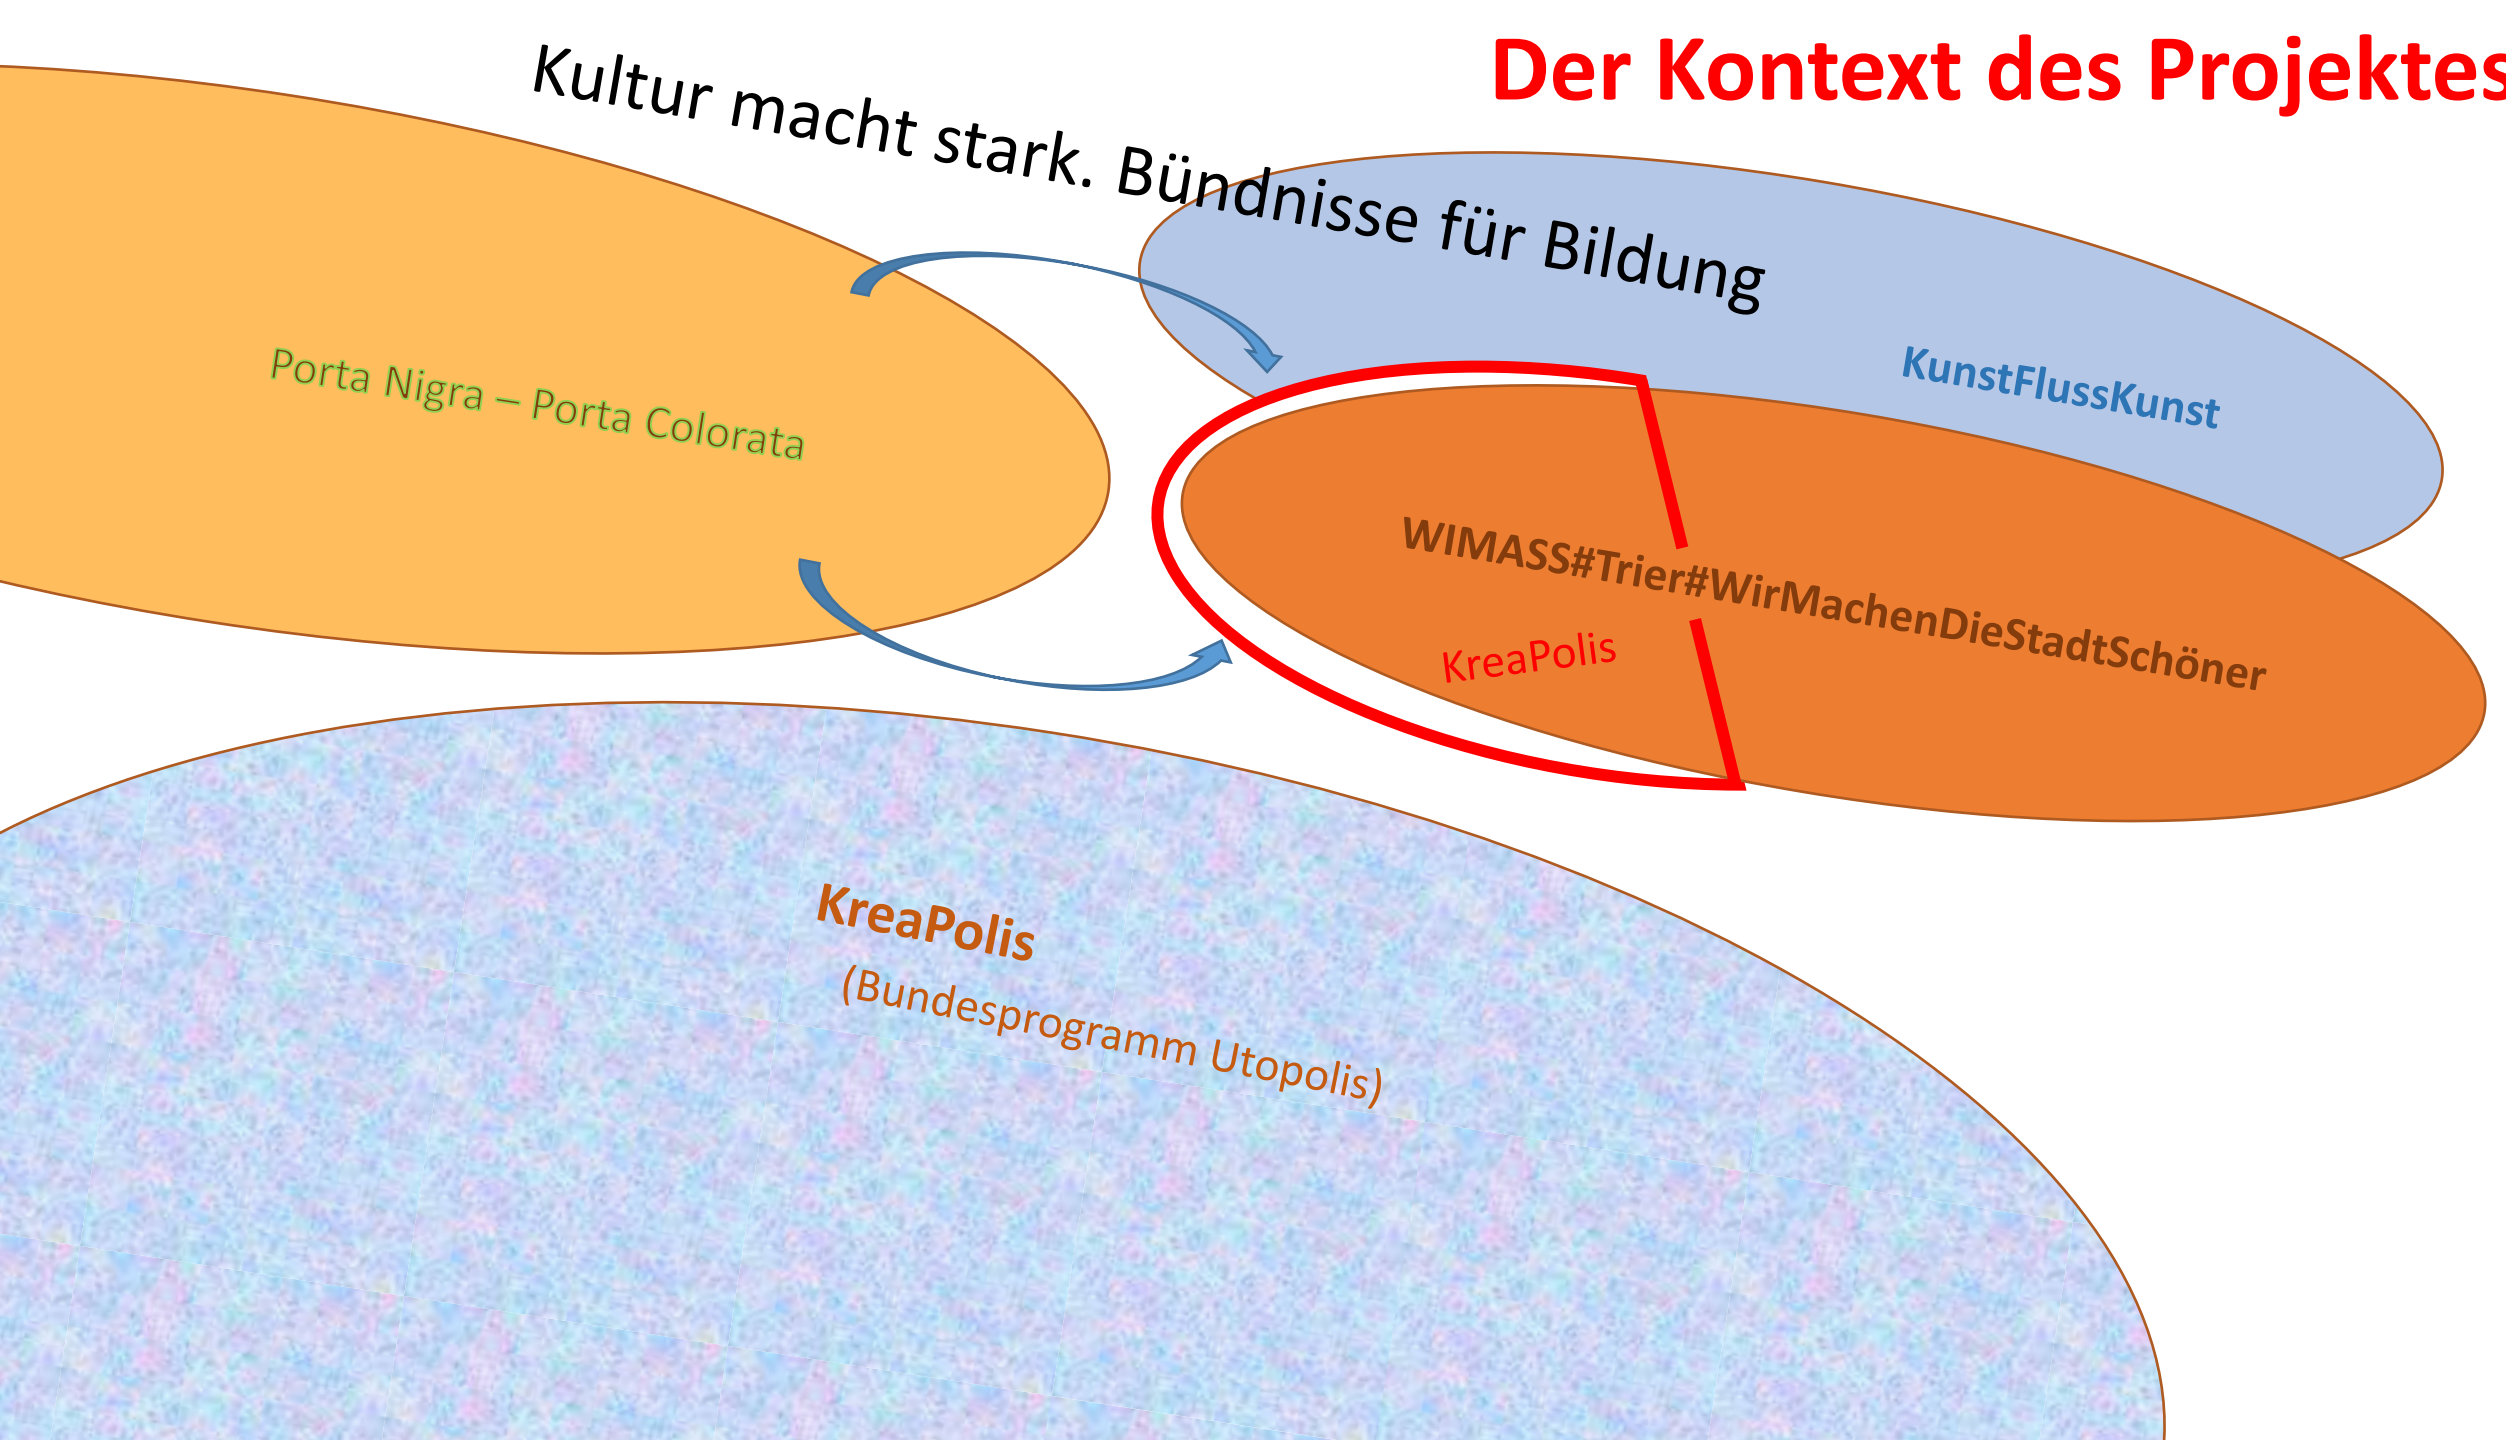 Der Kontext des Projektes
Kultur macht stark. Bündnisse für Bildung
Porta Nigra – Porta Colorata
KunstFlussKunst
WIMASS#Trier#WirMachenDieStadtSchöner
KreaPolis
KreaPolis
(Bundesprogramm Utopolis)